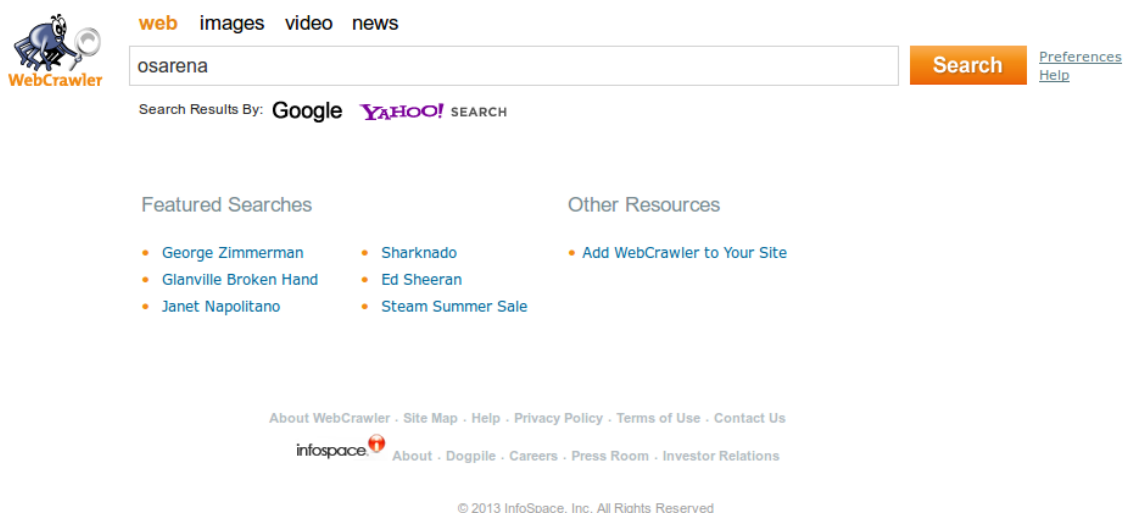 web images video news
WebCrawler
osarena
Search
Preferences
Help
Search Results By: Google YAHOO! SEARCH
Featured Searches
Other Resources
George Zimmerman
Sharknado
Add WebCrawler to Your Site
Glanville Broken Hand
Ed Sheeran
Janet Napolitano
Steam Summer Sale
About WebCrawler . Site Map . Help . Privacy Policy . Terms of Use . Contact Us
infospace. About . Dogpile . Careers . Press Room . Investor Relations
© 2013 InfoSpace, Inc. All Rights Reserved